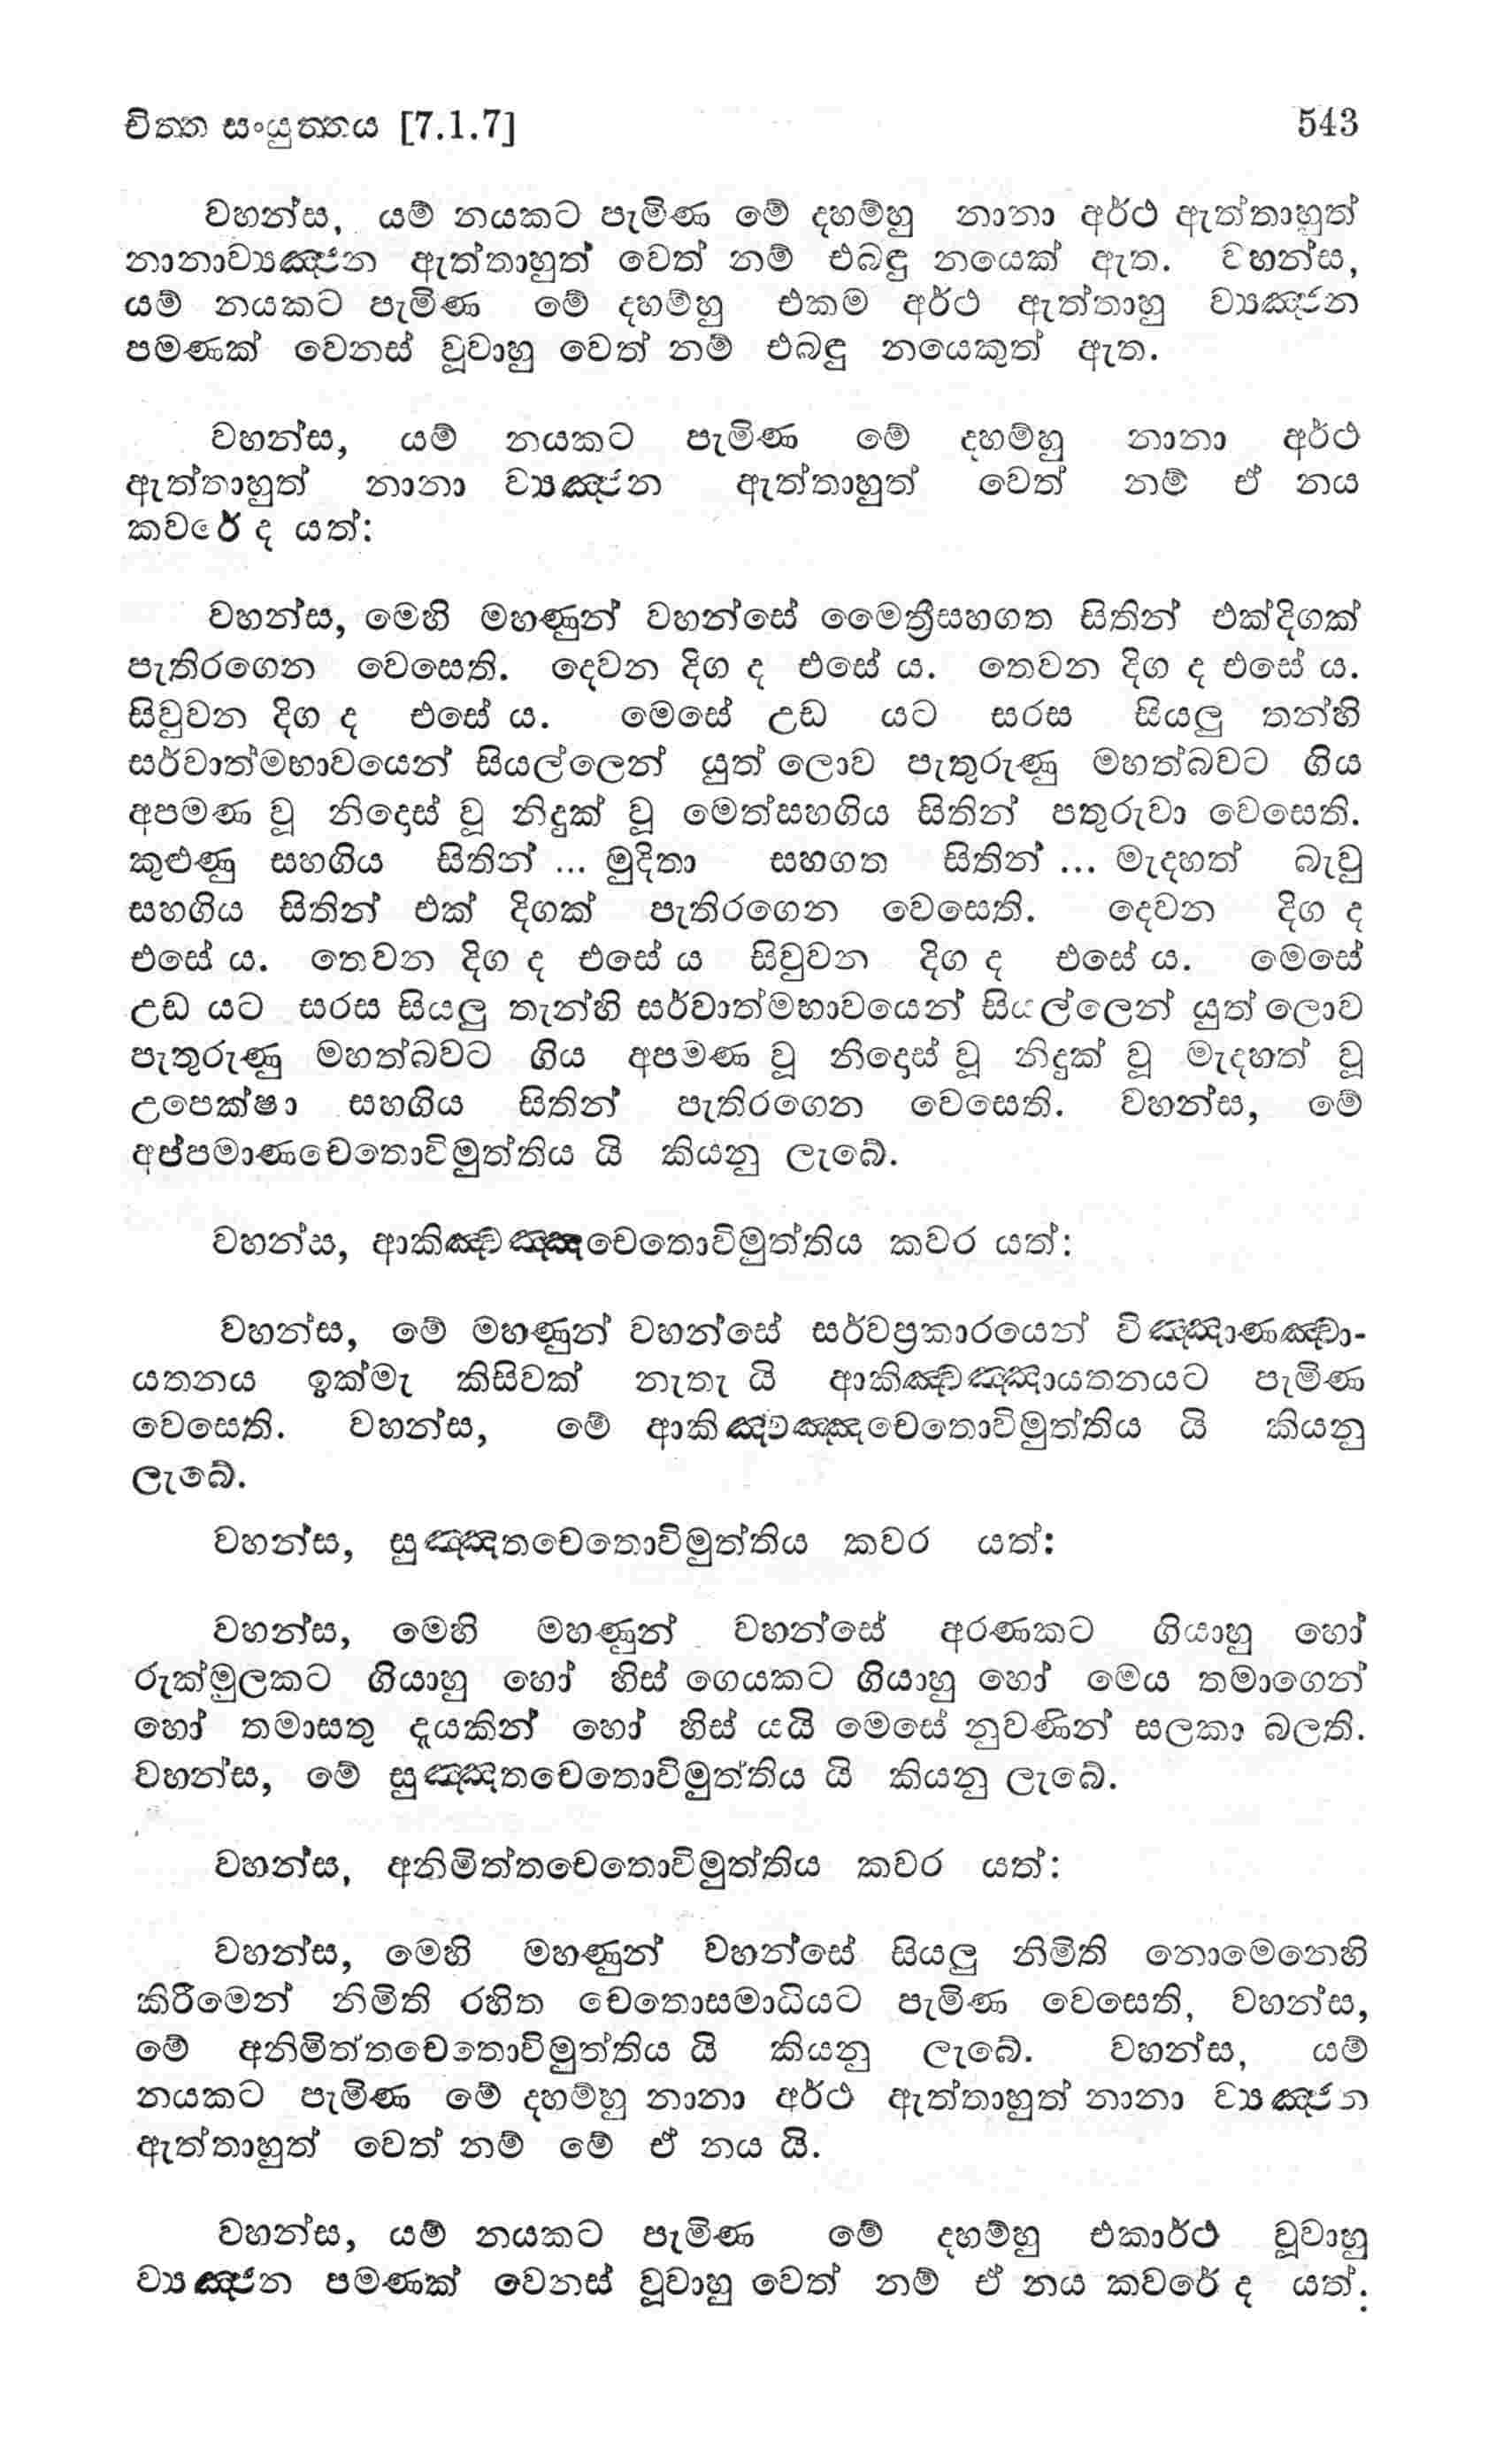 චිත්ත සංයුත්තය [7.1.7] 543
වහන්ස, යම් නයකට පැමිණ මේ දහම්හු නානා අර්ථ ඇත්තාහුත්
නානාව්‍යඤ්ජන ඇත්තාහුත් වෙත් නම් එබඳු නයෙක් ඇත. වහන්ස,
යම් නයකට පැමිණ මේ දහම්හු එකම අර්ථ ඇත්තාහු ව්‍යඤ්ජන
පමණක් වෙනස් වූවාහු වෙත් නම් එබඳු නයෙකුත් ඇත.
වහන්ස, යම් නයකට පැමිණ මේ දහම්හු නානා අර්ථ
ඇත්තාහුත් නානා ව්‍යඤ්ජන ඇත්තාහුත් වෙත් නම් ඒ නය
කවරේ ද යත්:
වහන්ස, මෙහි මහණුන් වහන්සේ මෛත්‍රීසහගත සිතින් එක්දිගක්
පැතිරගෙන වෙසෙති. දෙවන දිග ද එසේ ය. තෙවන දිග ද එසේ ය.
සිවුවන දිග ද එසේ ය. මෙසේ උඩ යට සරස සියලු තන්හි
සර්වාත්මභාවයෙන් සියල්ලෙන් යුත් ලොව පැතුරුණු මහත්බවට ගිය
අපමණ වූ නිදොස් වූ නිදුක් වූ මෙත්සහගිය සිතින් පතුරුවා වෙසෙති.
කුළුණු සහගිය සිතින් ... මුදිතා සහගත සිතින් ... මැදහත් බැවු
සහගිය සිතින් එක් දිගක් පැතිරගෙන වෙසෙති. දෙවන දිග ද
එසේ ය. තෙවන දිග ද එසේ ය සිවුවන දිග ද එසේ ය. මෙසේ
උඩ යට සරස සියලු තැන්හි සර්වාත්මභාවයෙන් සියල්ලෙන් යුත් ලොව
පැතුරුණු මහත්බවට ගිය අපමණ වූ නිදොස් වූ නිදුක් වූ මැදහත් වූ
උපෙක්ෂා සහගිය සිතින් පැතිරගෙන වෙසෙති. වහන්ස, මේ
අප්පමාණචෙතොවිමුත්තිය යි කියනු ලැබේ.
වහන්ස, ආකිඤ්චඤ්ඤචෙතොවිමුත්තිය කවර යත්:
වහන්ස, මේ මහණුන් වහන්සේ සර්වප්‍රකාරයෙන් විඤ්ඤාණඤ්චා-
යතනය ඉක්මැ කිසිවක් නැතැ යි ආකිඤ්චඤ්ඤායතනයට පැමිණ
වෙසෙති. වහන්ස, මේ ආකිඤ්චඤ්ඤචෙතොවිමුත්තිය යි කියනු
ලැබේ.
වහන්ස, සුඤ්ඤතචෙතොවිමුත්තිය කවර යත්:
වහන්ස, මෙහි මහණුන් වහන්සේ අරණකට ගියාහු හෝ
රුක්මුලකට ගියාහු හෝ හිස් ගෙයකට ගියාහු හෝ මෙය තමාගෙන්
හෝ තමාසතු දෑයකින් හෝ හිස් යයි මෙසේ නුවණින් සලකා බලති.
වහන්ස, මේ සුඤ්ඤතචෙතොවිමුත්තිය යි කියනු ලැබේ.
වහන්ස, අනිමිත්තචෙතොවිමුත්තිය කවර යත්:
වහන්ස, මෙහි මහණුන් වහන්සේ සියලු නිමිති නොමෙනෙහි
කිරීමෙන් නිමිති රහිත චෙතොසමාධියට පැමිණ වෙසෙති, වහන්ස,
මේ අනිමිත්තචෙතොවිමුත්තිය යි කියනු ලැබේ. වහන්ස, යම්
නයකට පැමිණ මේ දහම්හු නානා අර්ථ ඇත්තාහුත් නානා ව්‍යඤ්ජන
ඇත්තාහුත් වෙත් නම් මේ ඒ නය යි.
වහන්ස, යම් නයකට පැමිණ මේ දහම්හු එකාර්ථ වූවාහු
ව්‍යඤ්ජන පමණක් වෙනස් වූවාහු වෙත් නම් ඒ නය කවරේ ද යත්: